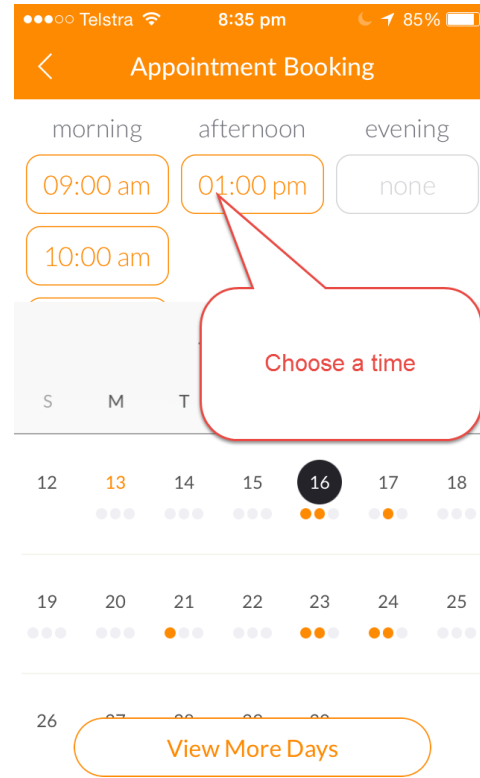 Telstra 8:35 pm 85%
Appointment Booking
morning afternoon evening
09:00 am 01:00 pm none
10:00 am
Choose a time
S M T
12 13 14 15 16 17 18
19 20 21 22 23 24 25
26
View More Days